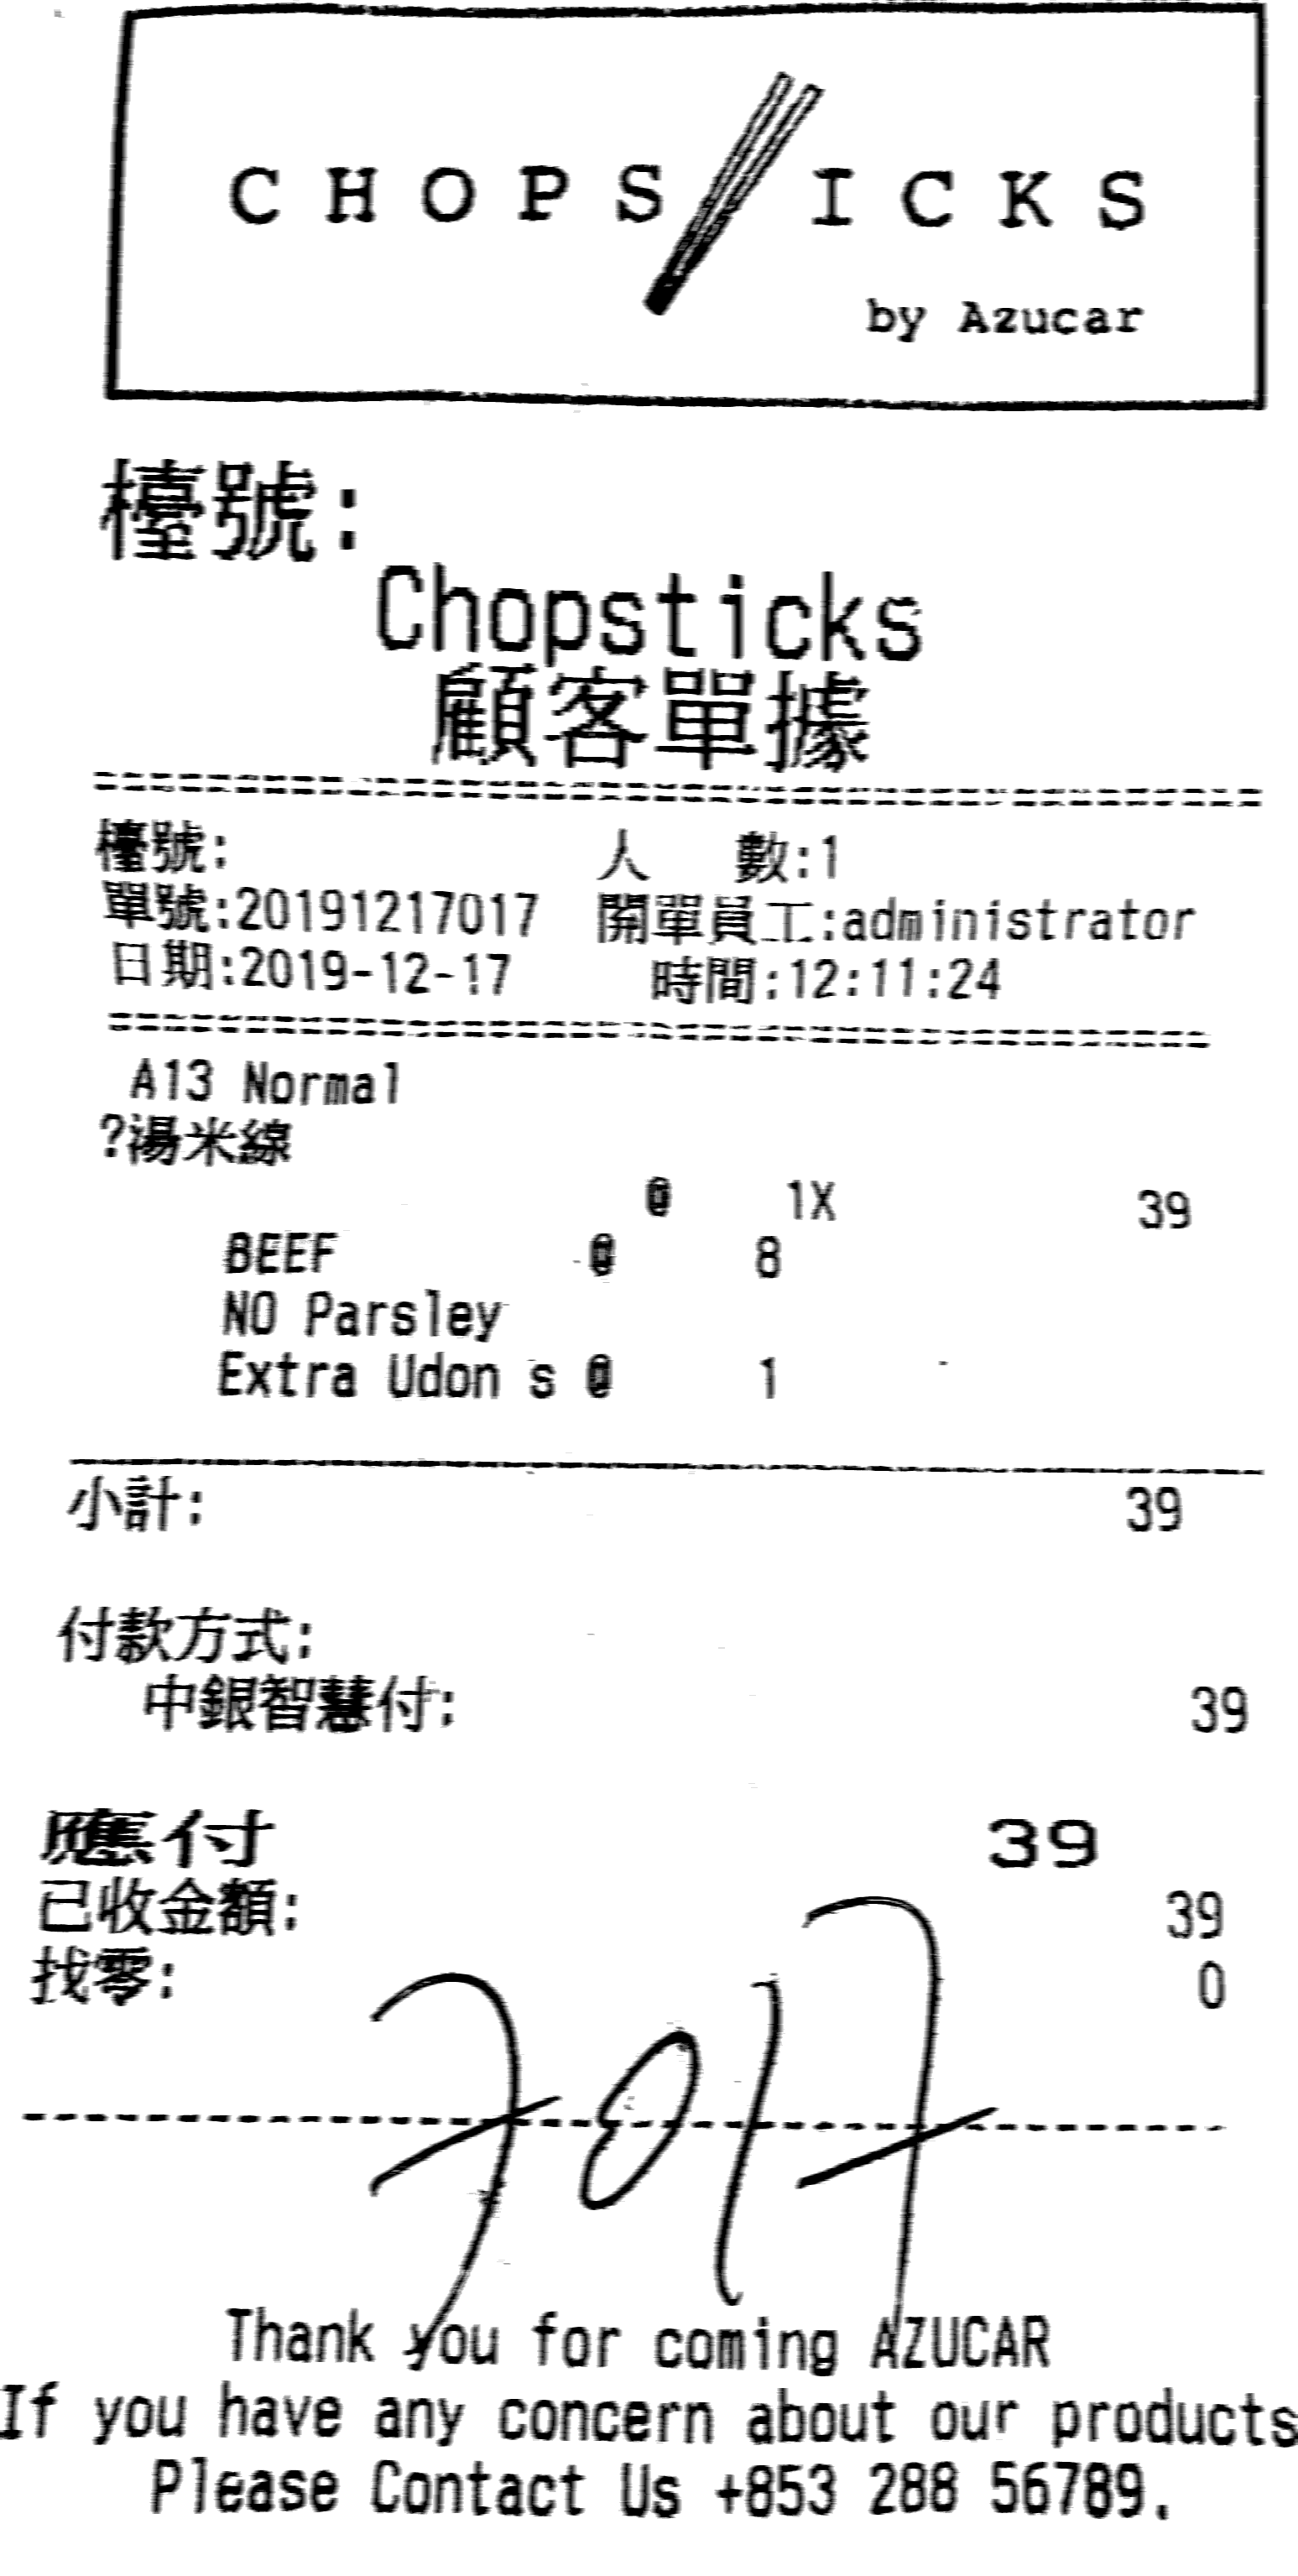 CHOPS ICKS
by Azucar
檯號:
Chopsticks
顧客單據
檯號: 人 數:1
單號:20191217017 開單員工:administrator
日期:2019-12-17 時間:12:11:24
A13 Normal
?湯米線
@ 1X 39
BEEF @ 8
NO Parsley
Extra Udon s @ 1
小計: 39
付款方式:
中銀智慧付: 39
應付 39
已收金額: 39
找零: 0
7017
Thank you for coming AZUCAR
If you have any concern about our products
Please Contact Us +853 288 56789.